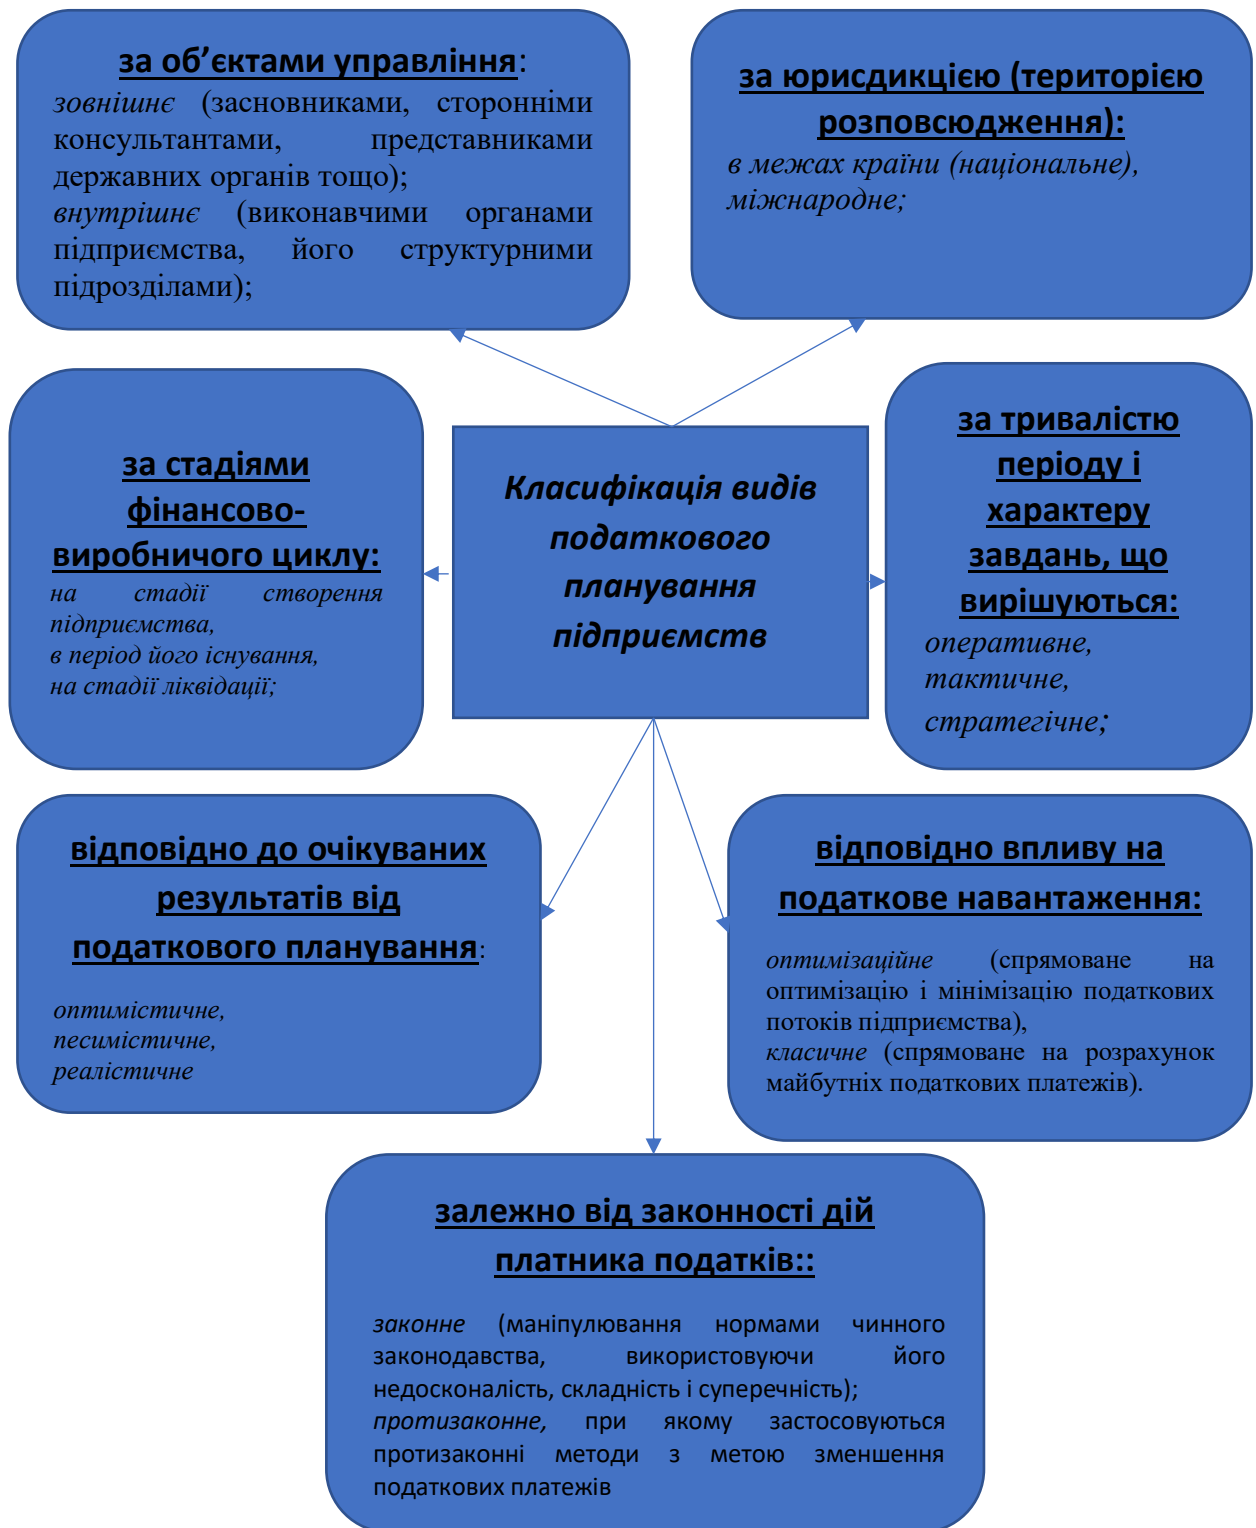 за об’єктами управління:
зовнішнє (засновниками, сторонніми
консультантами, представниками
державних органів тощо);
внутрішнє (виконавчими органами
підприємства, його структурними
підрозділами);
за юрисдикцією (територією
розповсюдження):
в межах країни (національне),
міжнародне;
за стадіями
фінансово-
виробничого циклу:
на стадії створення
підприємства,
в період його існування,
на стадії ліквідації;
Класифікація видів
податкового
планування
підприємств
за тривалістю
періоду і
характеру
завдань, що
вирішуються:
оперативне,
тактичне,
стратегічне;
відповідно до очікуваних
результатів від
податкового планування:
оптимістичне,
песимістичне,
реалістичне
відповідно впливу на
податкове навантаження:
оптимізаційне (спрямоване на
оптимізацію і мінімізацію податкових
потоків підприємства),
класичне (спрямоване на розрахунок
майбутніх податкових платежів).
залежно від законності дій
платника податків::
законне (маніпулювання нормами чинного
законодавства, використовуючи його
недосконалість, складність і суперечність);
протизаконне, при якому застосовуються
протизаконні методи з метою зменшення
податкових платежів